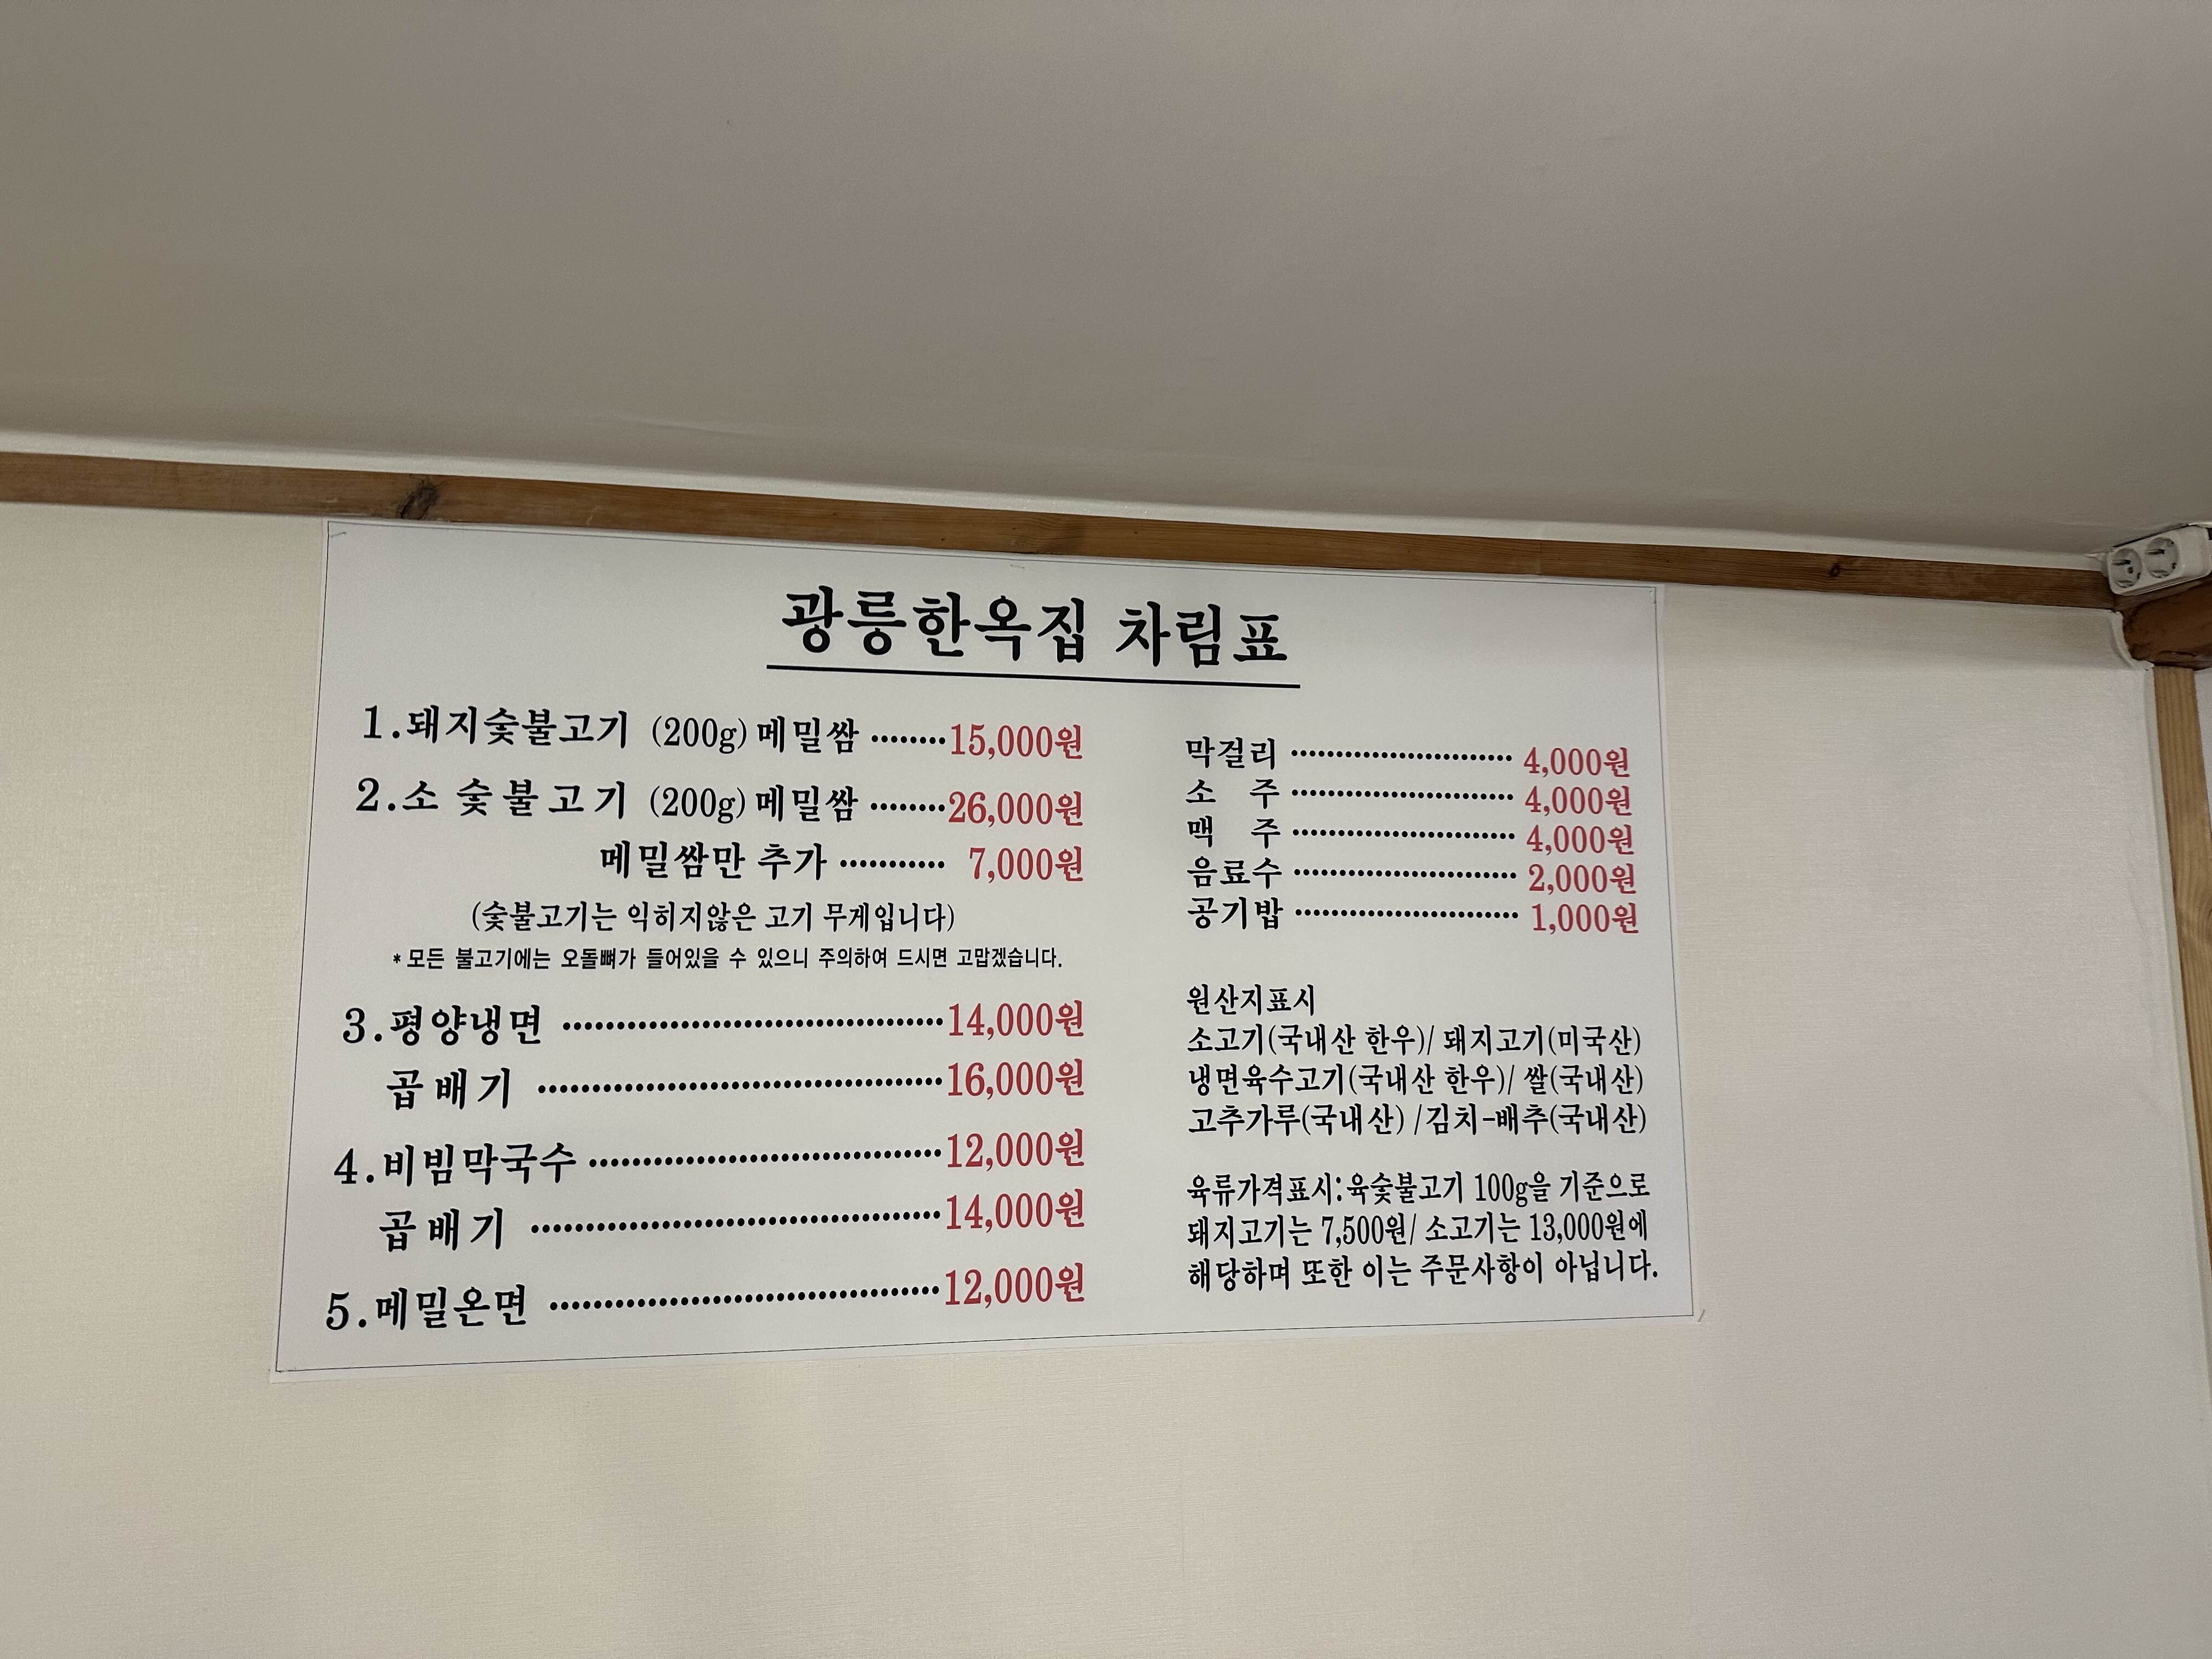 광릉한옥집 차림표
1.돼지숯불고기 (200g)메밀쌈 ········15,000원
2.소 숯불고기 (200g)메밀쌈 ········26,000원
메밀쌈만 추가 ··········· 7,000원
(숯불고기는 익히지않은 고기 무게입니다)
*모든 불고기에는 오돌뼈가 들어있을 수 있으니 주의하여 드시면 고맙겠습니다.
3.평양냉면 ·······································14,000원
곱배기 ·········································16,000원
4.비빔막국수 ····································12,000원
곱배기 ··········································14,000원
5.메밀온면 ·······································12,000원
막걸리 ························ 4,000원
소 주 ························ 4,000원
맥 주 ························ 4,000원
음료수 ························ 2,000원
공기밥 ························ 1,000원
원산지표시
소고기(국내산 한우)/ 돼지고기(미국산)
냉면육수고기(국내산 한우)/ 쌀(국내산)
고추가루(국내산) /김치-배추(국내산)
육류가격표시:육숯불고기 100g을 기준으로
돼지고기는 7,500원/ 소고기는 13,000원에
해당하며 또한 이는 주문사항이 아닙니다.